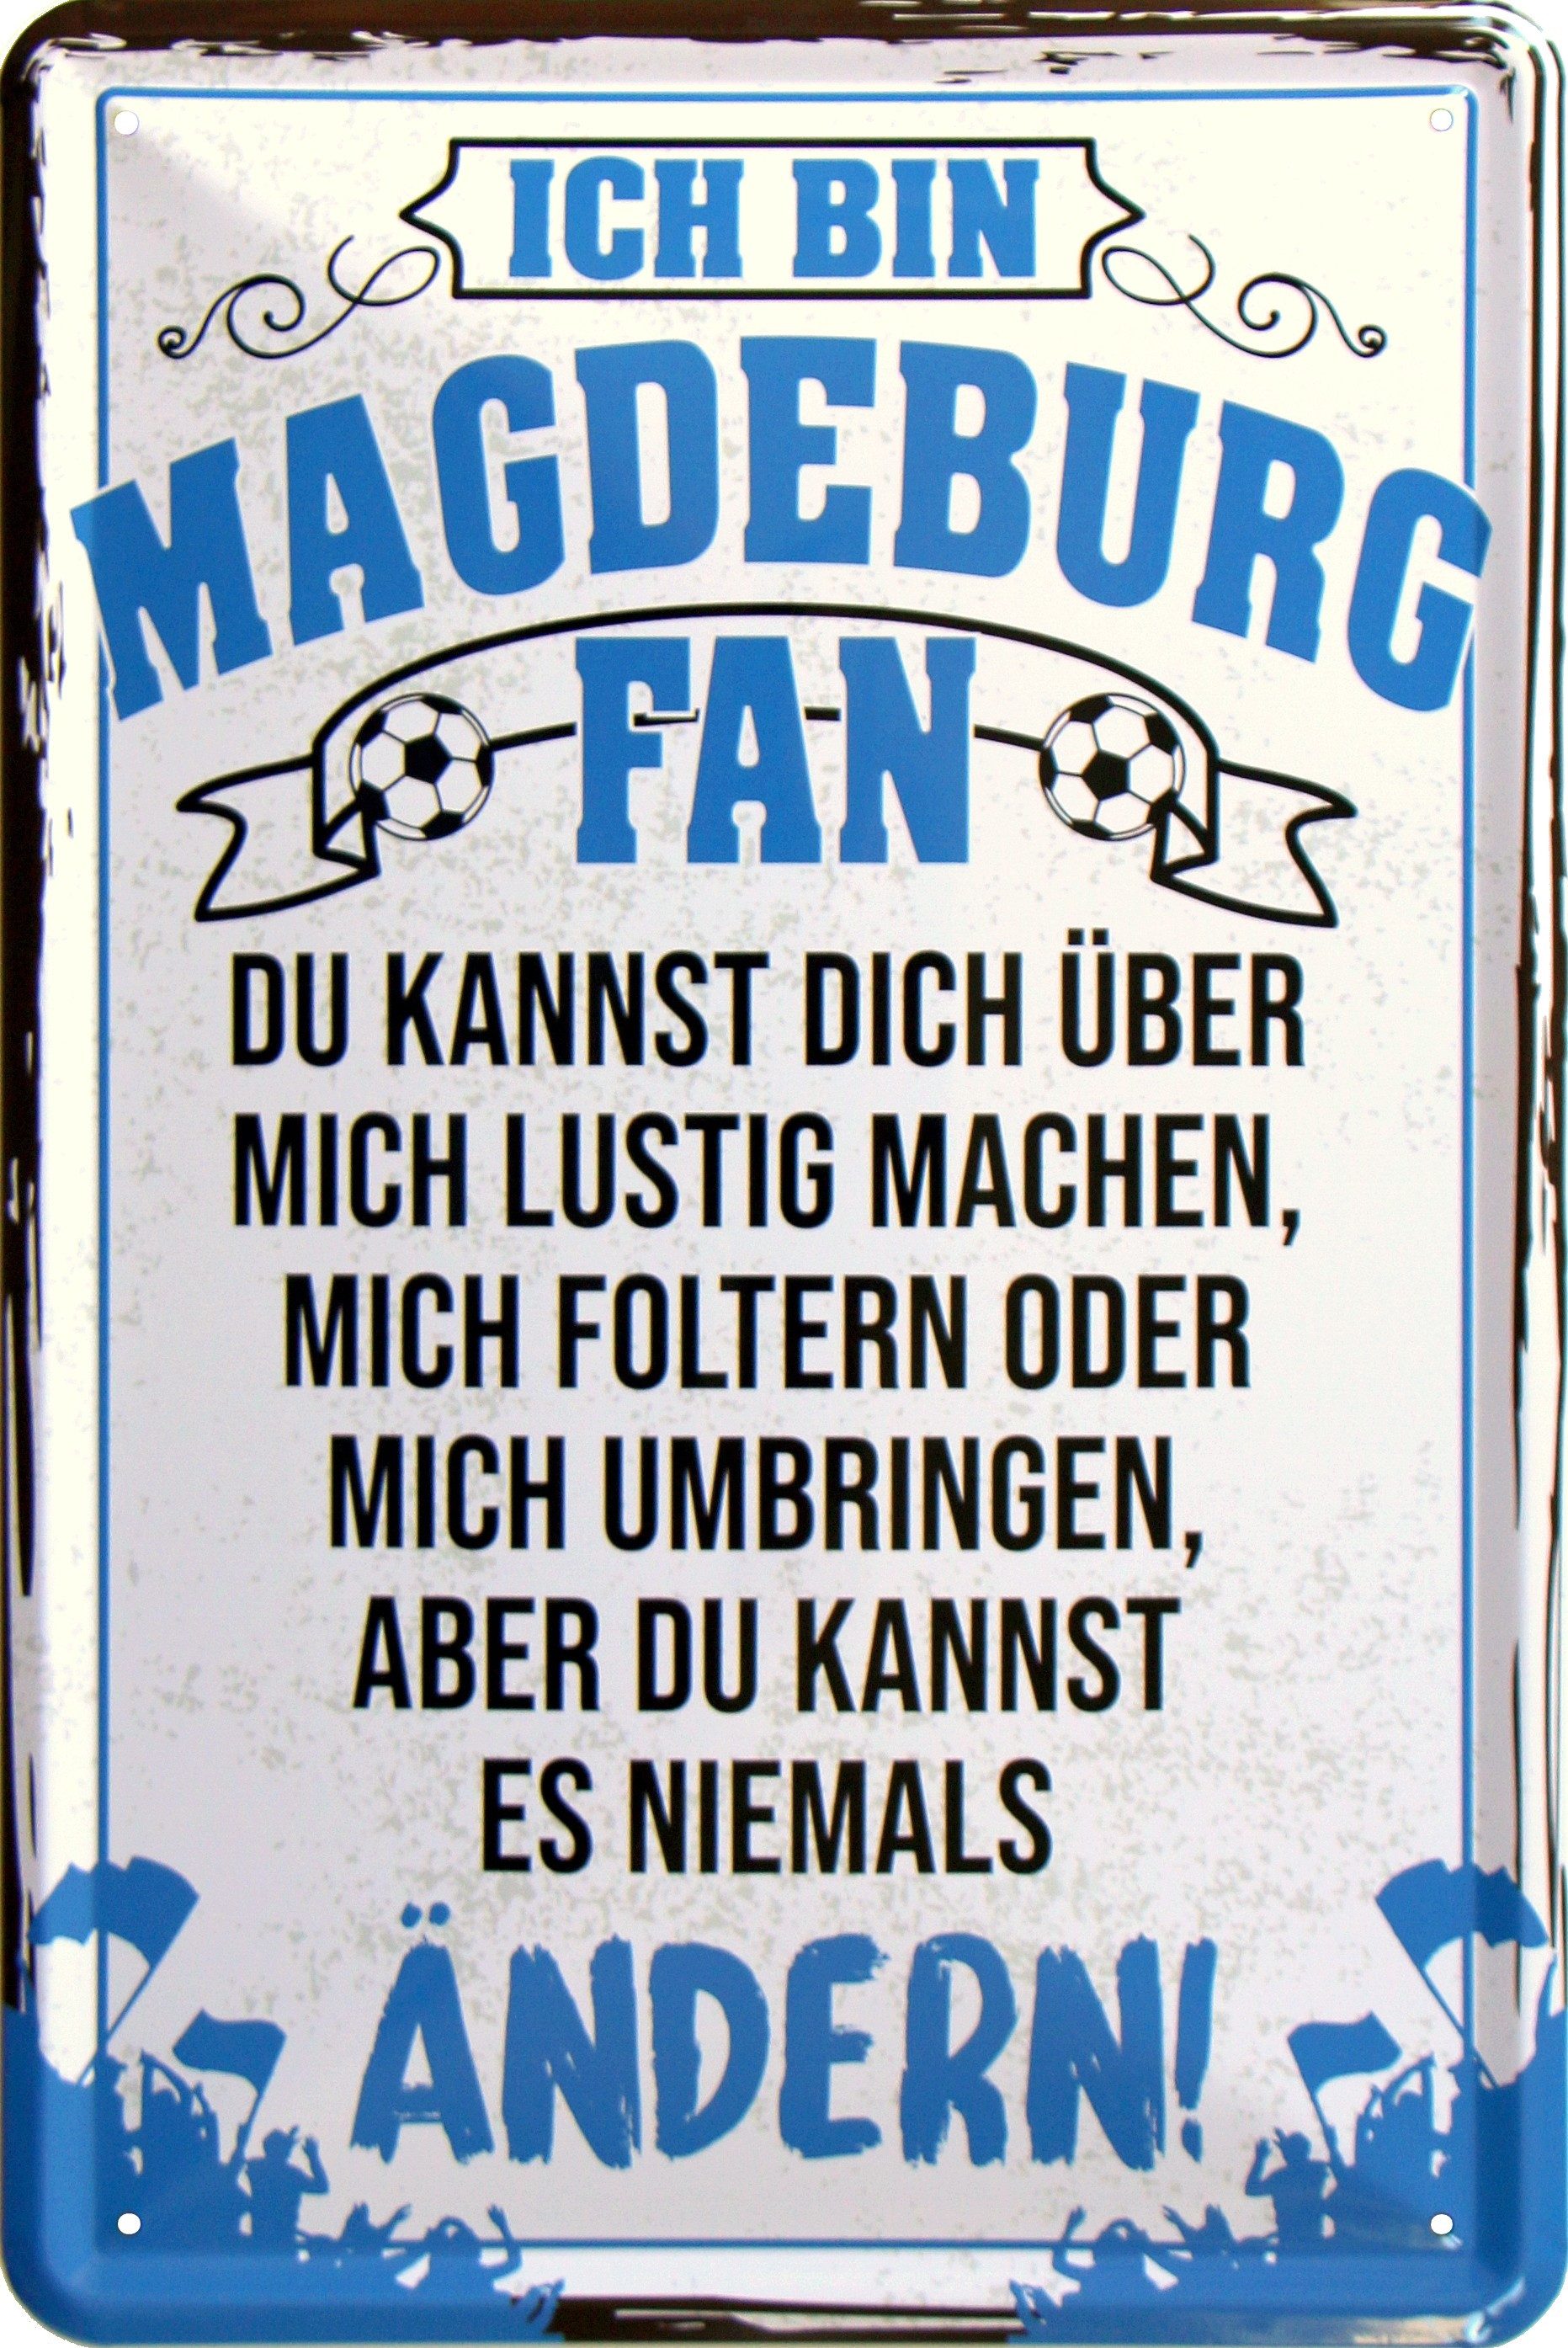 ICH BIN
MAGDEBURG
FAN
DU KANNST DICH ÜBER
MICH LUSTIG MACHEN,
MICH FOLTERN ODER
MICH UMBRINGEN,
ABER DU KANNST
ES NIEMALS
ÄNDERN!